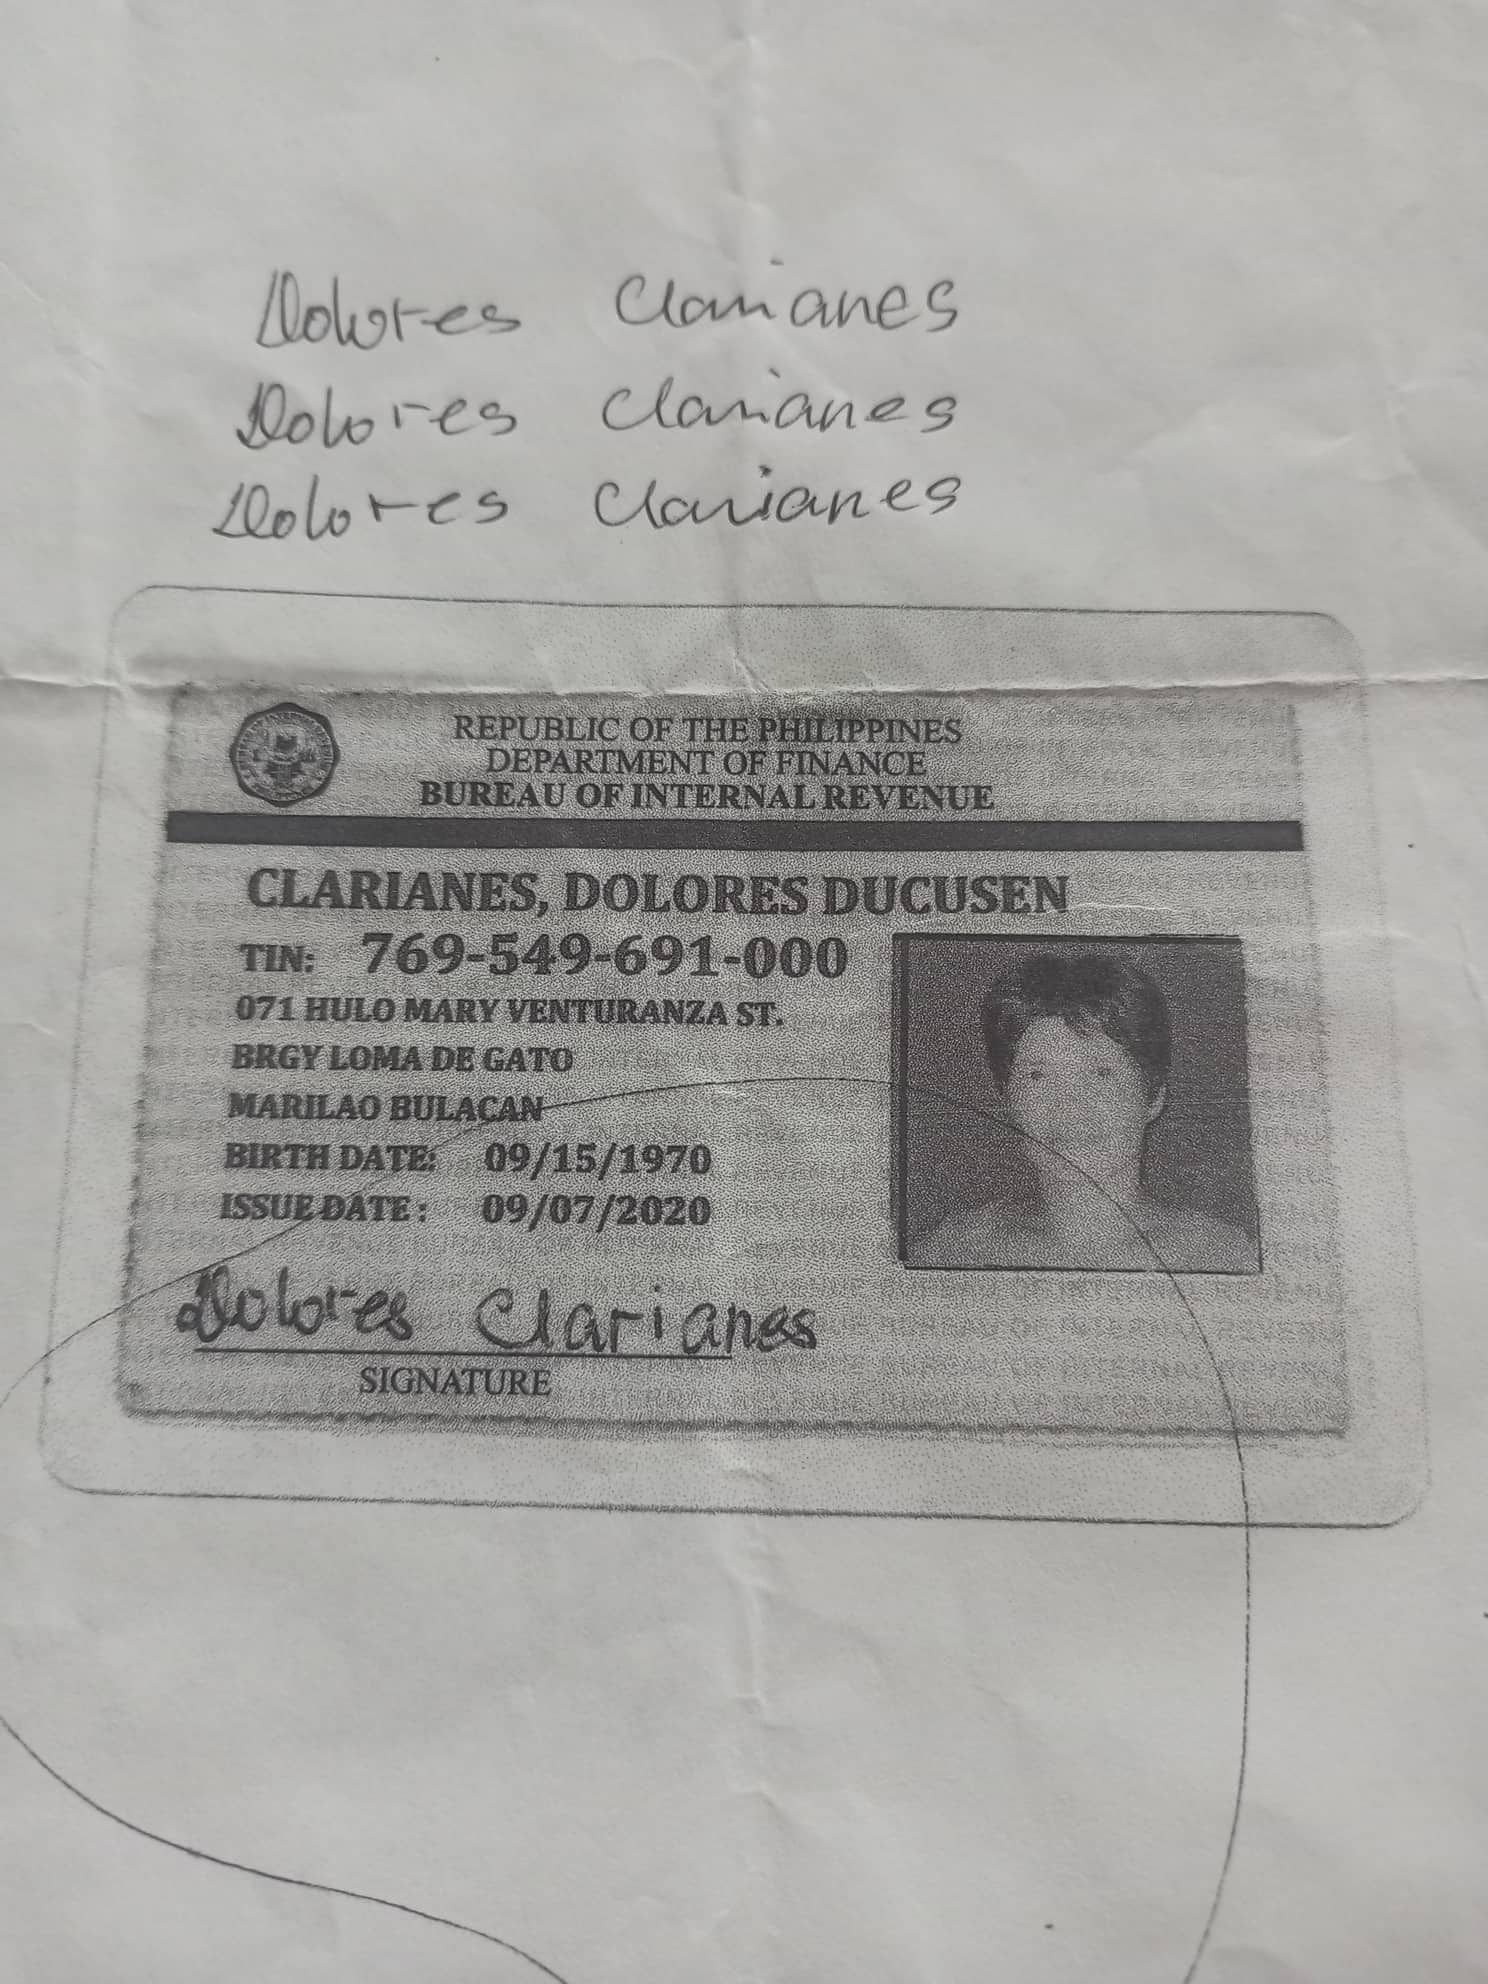 Dolores Clarianes
Dolores Clarianes
Dolores Clarianes
REPUBLIC OF THE PHILIPPINES
DEPARTMENT OF FINANCE
BUREAU OF INTERNAL REVENUE
CLARIANES, DOLORES DUCUSEN
TIN: 769-549-691-000
071 HULO MARY VENTURANZA ST.
BRGY LOMA DE GATO
MARILAO BULACAN
BIRTH DATE: 09/15/1970
ISSUE DATE : 09/07/2020
Dolores Clarianes
SIGNATURE